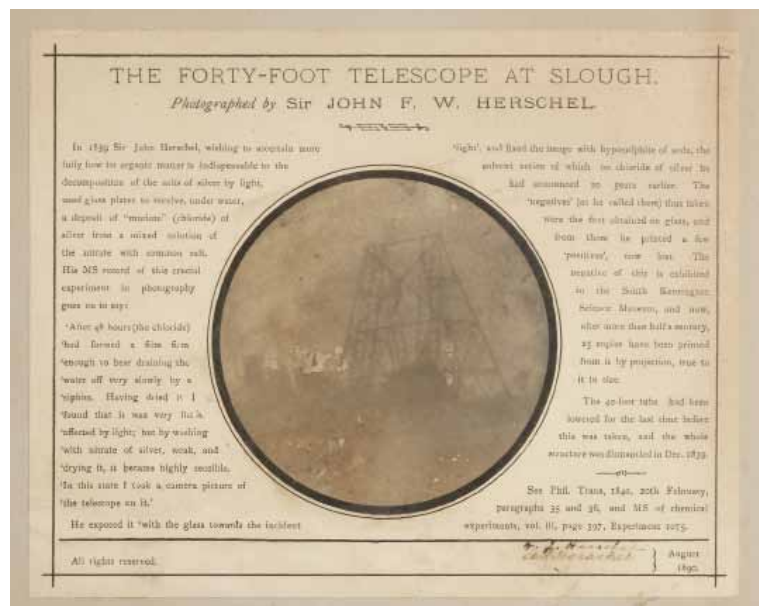 THE FORTY-FOOT TELESCOPE AT SLOUGH.
Photographed by Sir JOHN F. W. HERSCHEL.
In 1839 Sir John Herschel, wishing to ascertain more
fully how far organic matter is indispensable to the
decomposition of the salts of silver by light,
used glass plates to receive, under water,
a deposit of "muriate" (chloride) of
silver from a mixed solution of
the nitrate with common salt.
His MS record of this crucial
experiment in photography
goes on to say:
'After 48 hours (the chloride)
'had formed a film firm
'enough to bear draining the
'water off very slowly by a
'siphon. Having dried it I
'found that it was very little
'affected by light; but by washing
'with nitrate of silver, weak, and
'drying it, it became highly sensible.
'In this state I took a camera picture of
'the telescope on it.'
He exposed it 'with the glass towards the incident
'light', and fixed the image with hyposulphite of soda, the
solvent action of which on chloride of silver he
had announced 20 years earlier. The
'negatives' (as he called them) thus taken
were the first obtained on glass, and
from them he printed a few
'positives', now lost. The
negative of this is exhibited
in the South Kensington
Science Museum, and now,
after more than half a century,
25 copies have been printed
from it by projection, true to
it in size.
The 40-foot tube had been
lowered for the last time before
this was taken, and the whole
structure was dismantled in Dec. 1839.
See Phil. Trans, 1840, 20th February,
paragraphs 35 and 36, and MS of chemical
experiments, vol. iii, page 397, Experiment 1075.
All rights reserved.
August
1890.